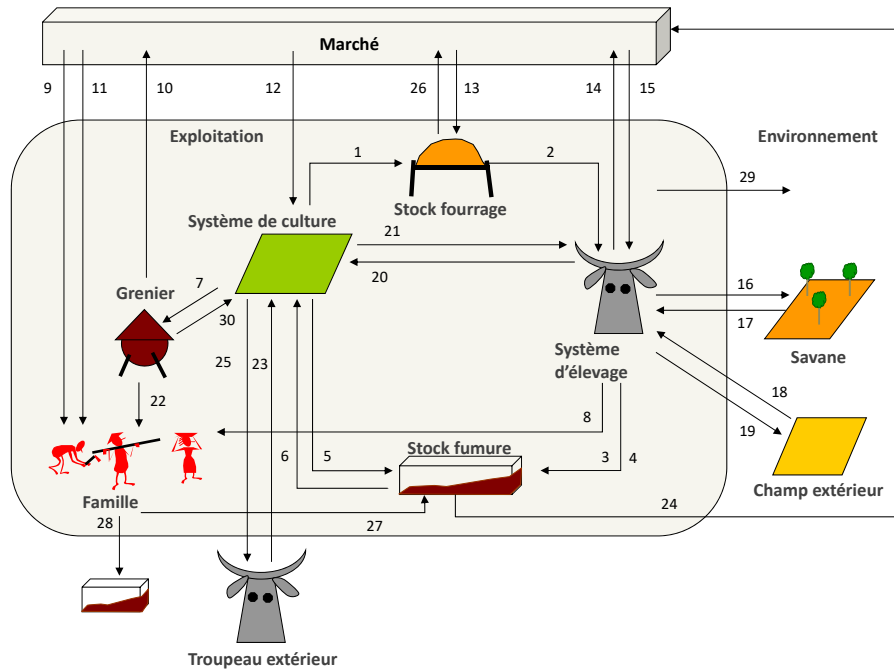 Marché
9
11
10
12
26
13
14
15
Exploitation
Environnement
1
2
29
Stock fourrage
Système de culture
21
20
7
Grenier
30
16
17
25
23
Savane
Système
d’élevage
22
8
18
19
6
5
Stock fumure
3
4
Famille
24
Champ extérieur
28
27
Troupeau extérieur